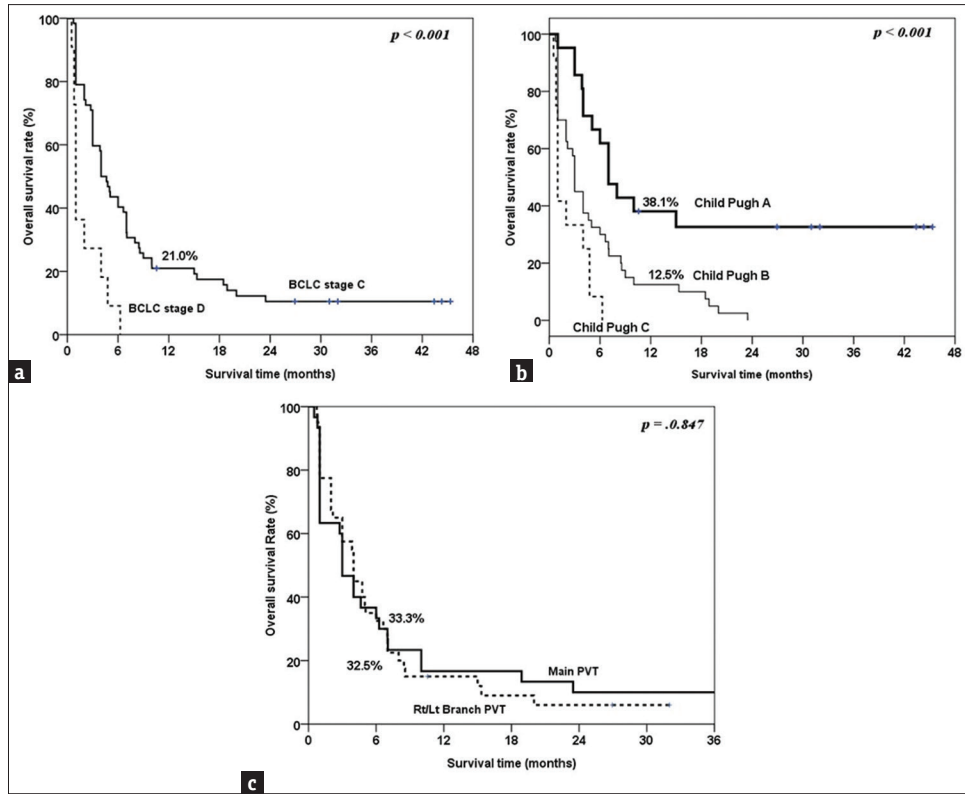 p < 0.001
Overall survival rate (%)
100
80
60
40
20
0
21.0%
BCLC stage C
BCLC stage D
0 6 12 18 24 30 36 42 48
Survival time (months)
a
p < 0.001
Overall survival rate (%)
100
80
60
40
20
0
38.1%
Child Pugh A
12.5%
Child Pugh B
Child Pugh C
0 6 12 18 24 30 36 42 48
Survival time (months)
b
p = .0.847
Overall survival Rate (%)
100
80
60
40
20
0
33.3%
32.5%
Main PVT
Rt/Lt Branch PVT
0 6 12 18 24 30 36
Survival time (months)
c